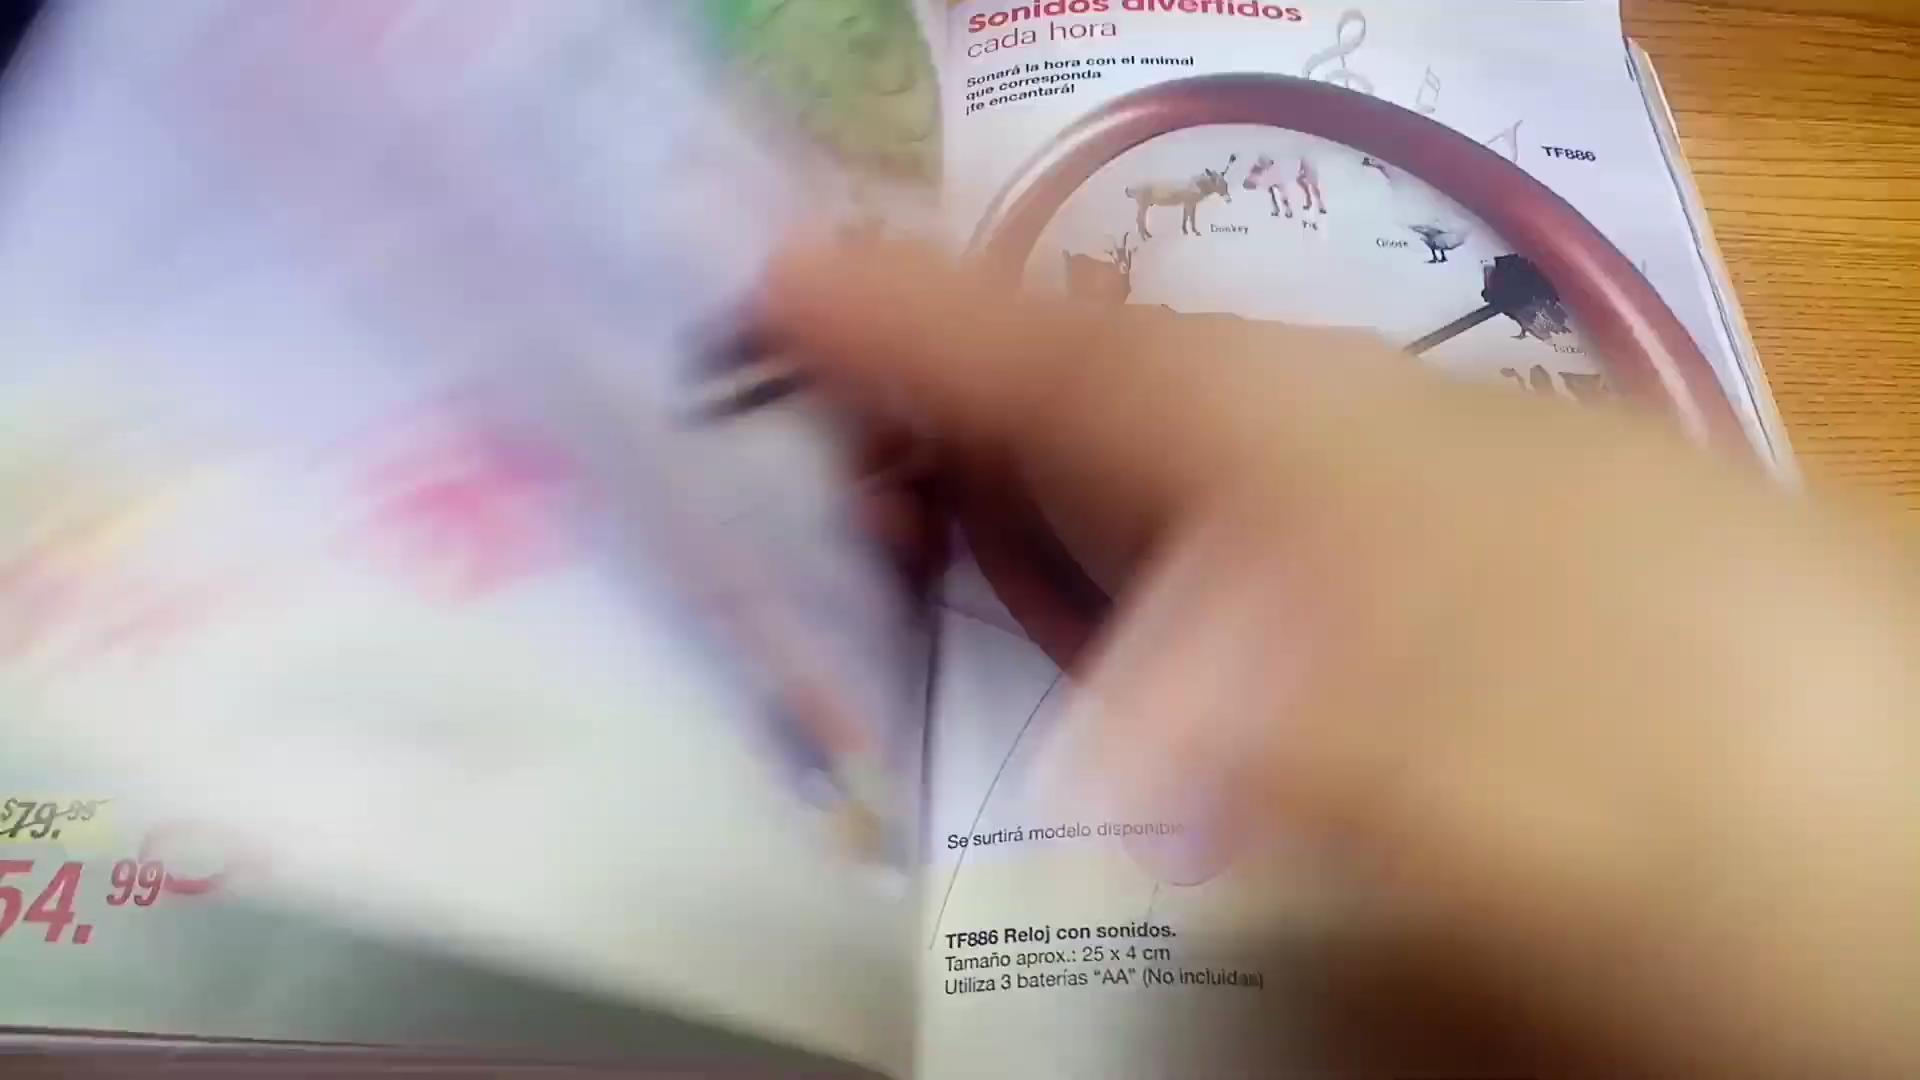 $79.99
54.99
Sonidos divertidos
cada hora
Sonará la hora con el animal
que corresponda
¡te encantará!
TF886
Donkey
Pig
Goose
Turkey
Se surtirá modelo disponible
TF886 Reloj con sonidos.
Tamaño aprox.: 25 x 4 cm
Utiliza 3 baterías "AA" (No incluidas)